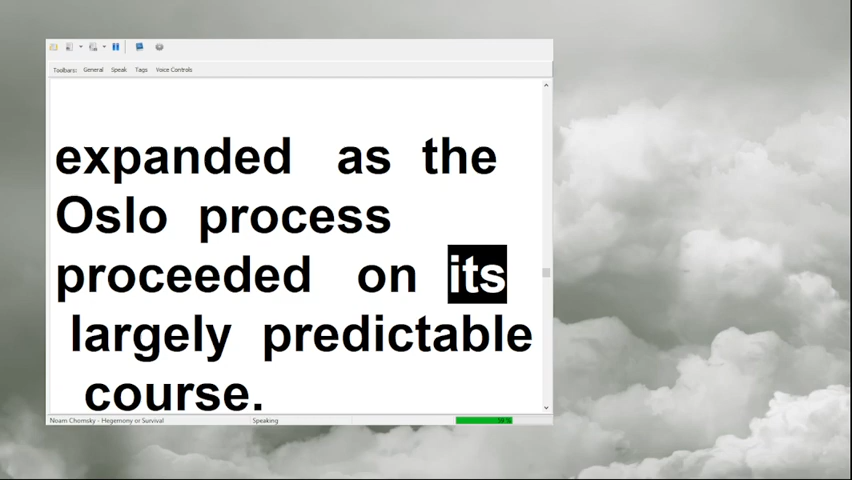 Toolbars: General Speak Tags Voice Controls
expanded as the
Oslo process
proceeded on its
largely predictable
course.
Noam Chomsky - Hegemony or Survival Speaking 59 %